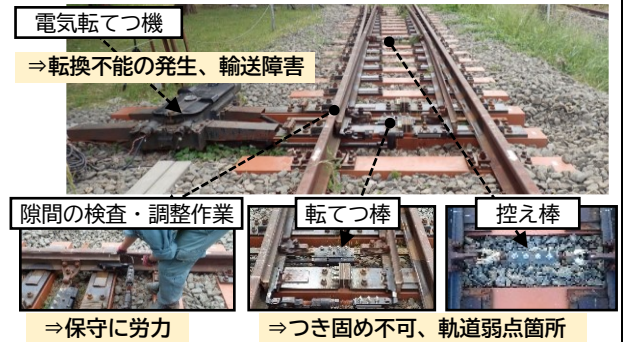 電気転てつ機
⇒転換不能の発生、輸送障害
隙間の検査・調整作業
転てつ棒
控え棒
⇒保守に労力
⇒つき固め不可、軌道弱点箇所